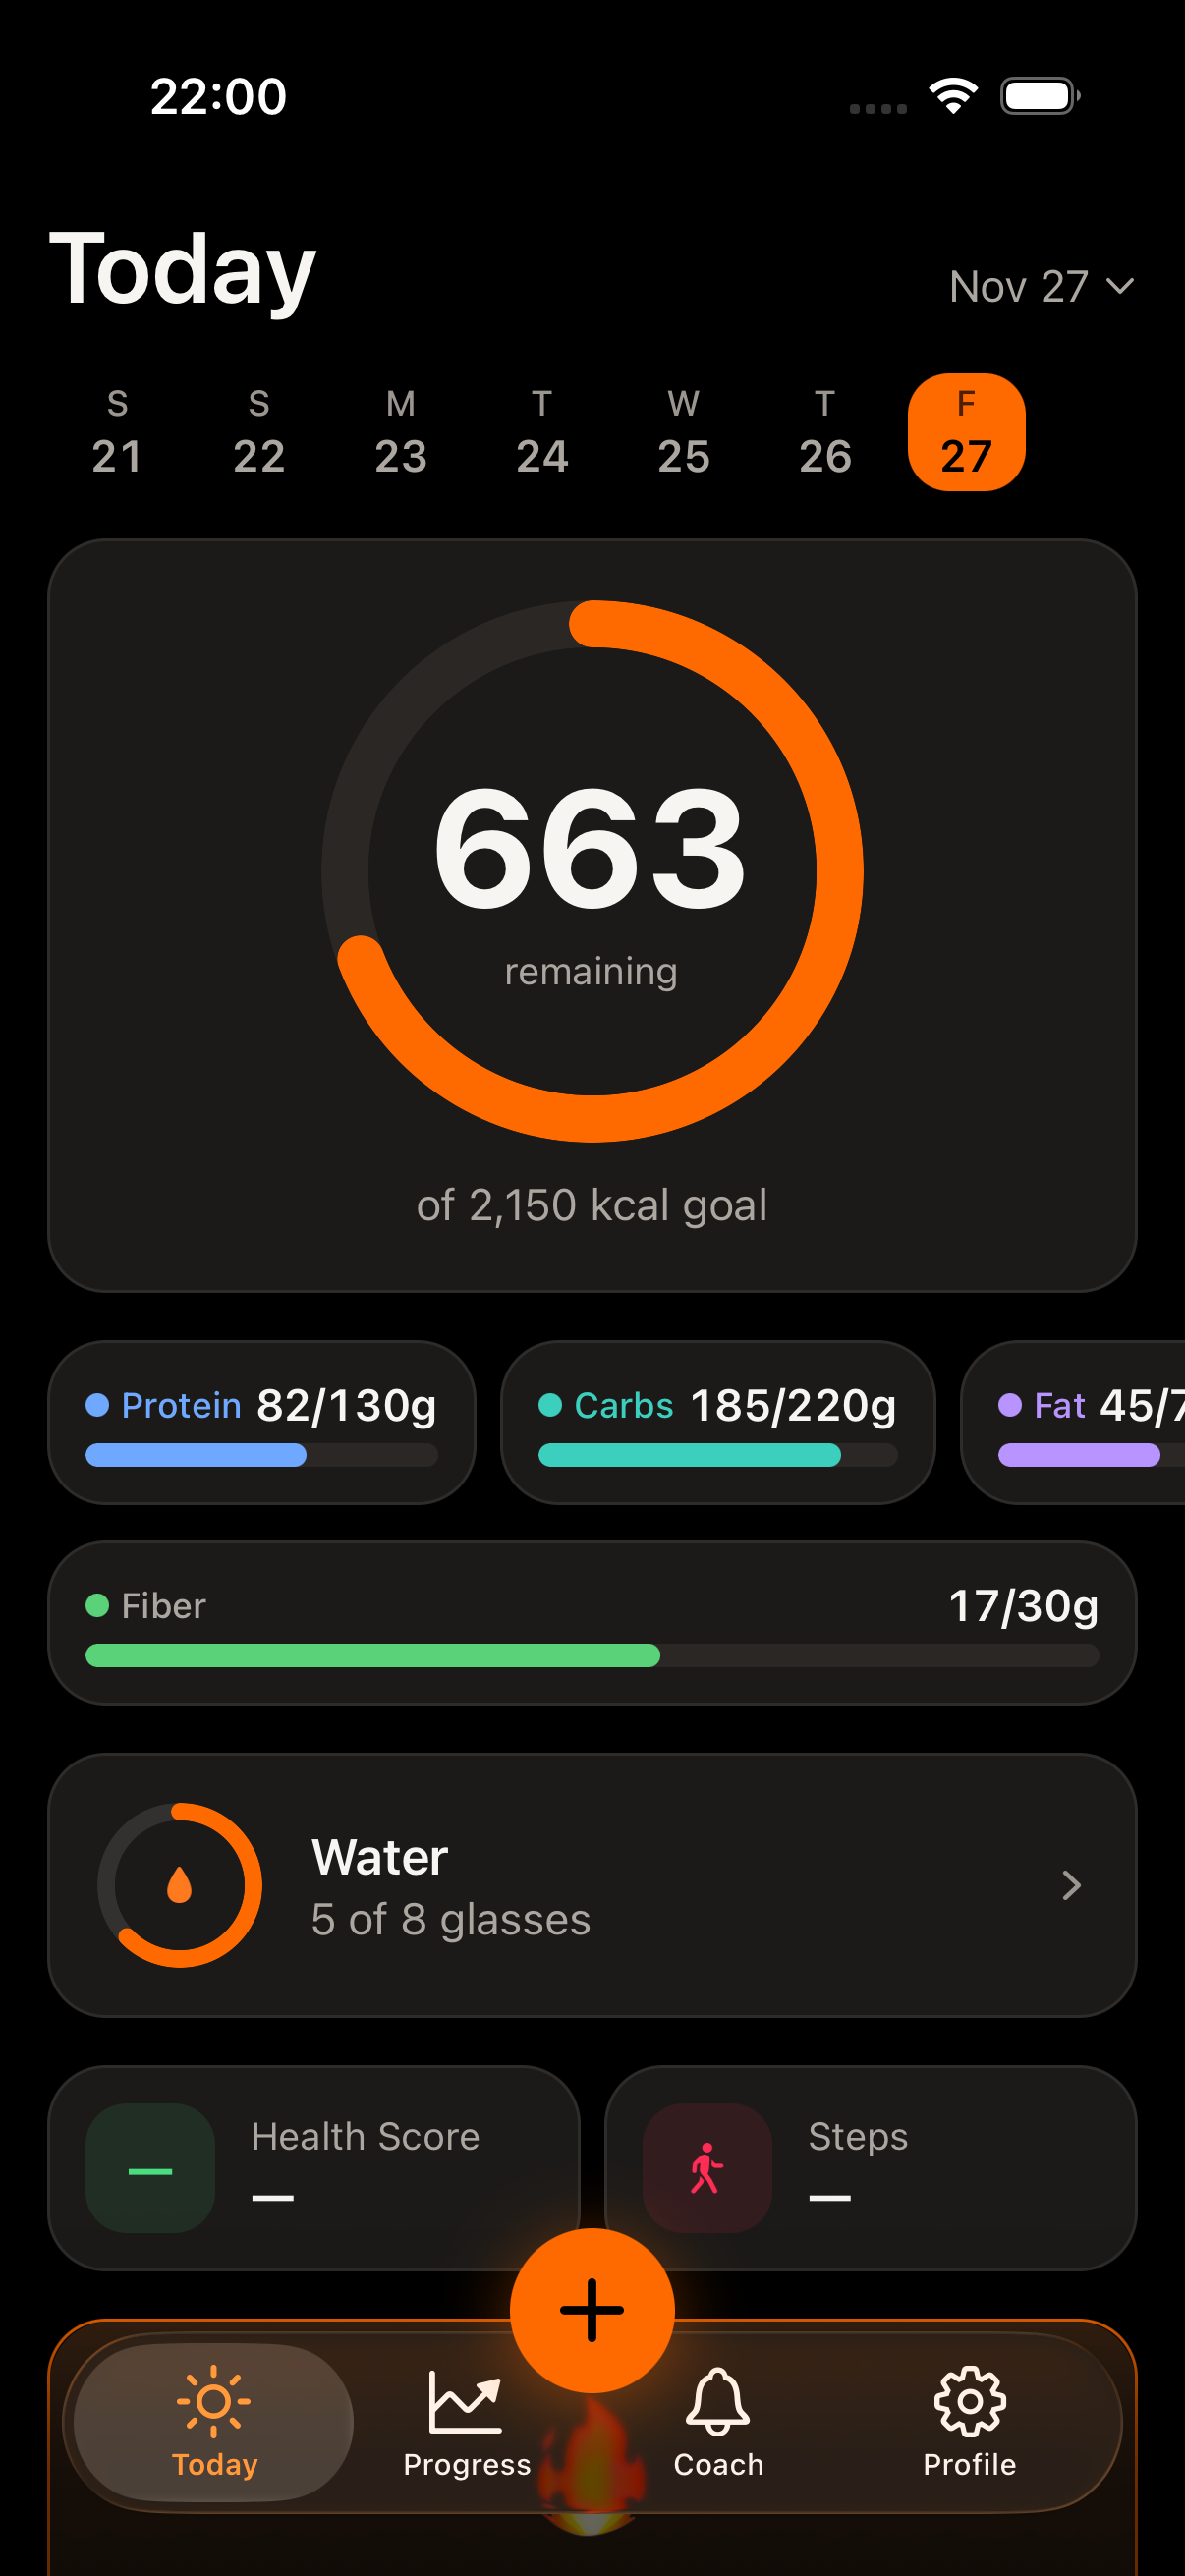 22:00
Today
Nov 27
S S M T W T F
21 22 23 24 25 26 27
663
remaining
of 2,150 kcal goal
Protein 82/130g
Carbs 185/220g
Fat 45/7
Fiber 17/30g
Water
5 of 8 glasses
Health Score
—
Steps
—
Today Progress Coach Profile